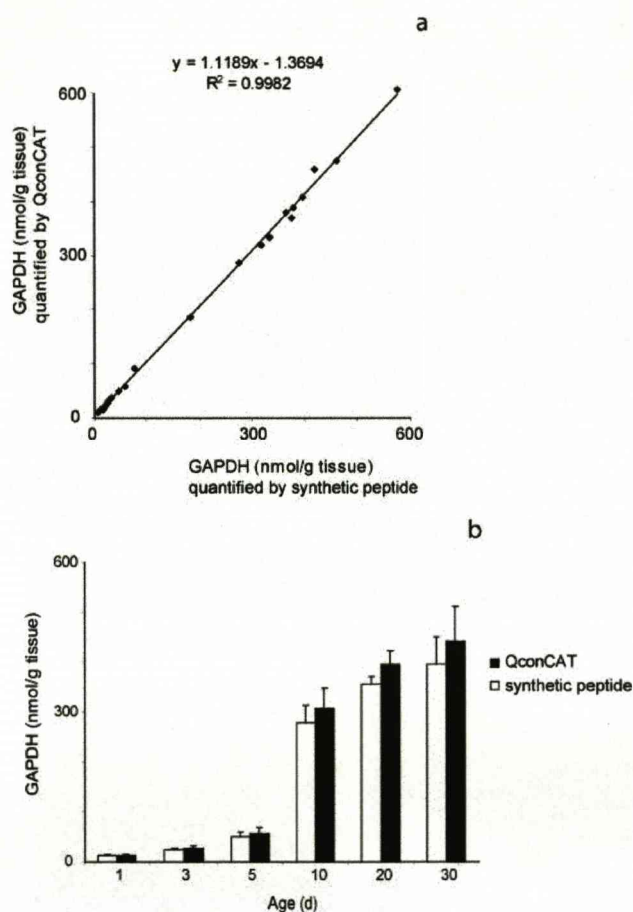 a
y = 1.1189x - 1.3694
R² = 0.9982
GAPDH (nmol/g tissue)
quantified by QconCAT
600
300
0
0 300 600
GAPDH (nmol/g tissue)
quantified by synthetic peptide
b
GAPDH (nmol/g tissue)
600
300
0
QconCAT
synthetic peptide
1 3 5 10 20 30
Age (d)